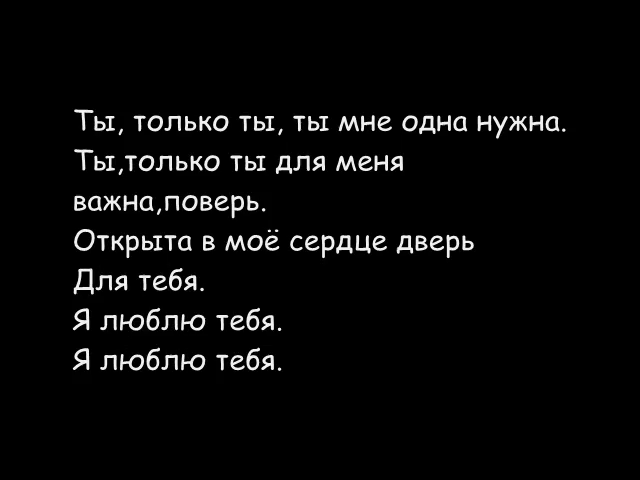 Ты, только ты, ты мне одна нужна.
Ты,только ты для меня
важна,поверь.
Открыта в моё сердце дверь
Для тебя.
Я люблю тебя.
Я люблю тебя.